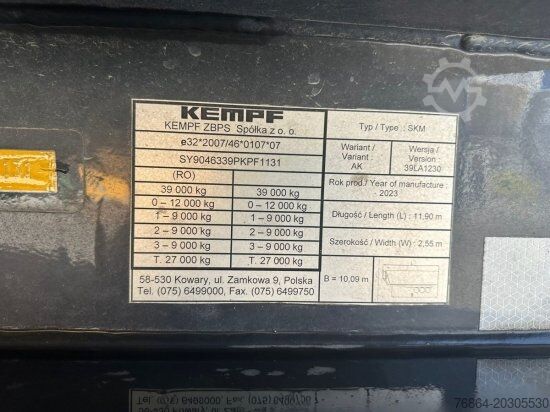 KEMPF
KEMPF ZBPS Spółka z o. o.
e32*2007/46*0107*07
SY9046339PKPF1131
(RO)
39 000 kg 39 000 kg
0 – 12 000 kg 0 – 12 000 kg
1 – 9 000 kg 1 – 9 000 kg
2 – 9 000 kg 2 – 9 000 kg
3 – 9 000 kg 3 – 9 000 kg
T. 27 000 kg T. 27 000 kg
58-530 Kowary, ul. Zamkowa 9, Polska
Tel. (075) 6499000, Fax. (075) 6499750
Typ / Type : SKM
Wariant / Variant : AK
Wersja / Version : 39LA1230
Rok prod./ Year of manufacture : 2023
Długość / Length (L) : 11,90 m
Szerokość / Width (W) : 2,55 m
B = 10,09 m
Machineseeker
76864-20305530